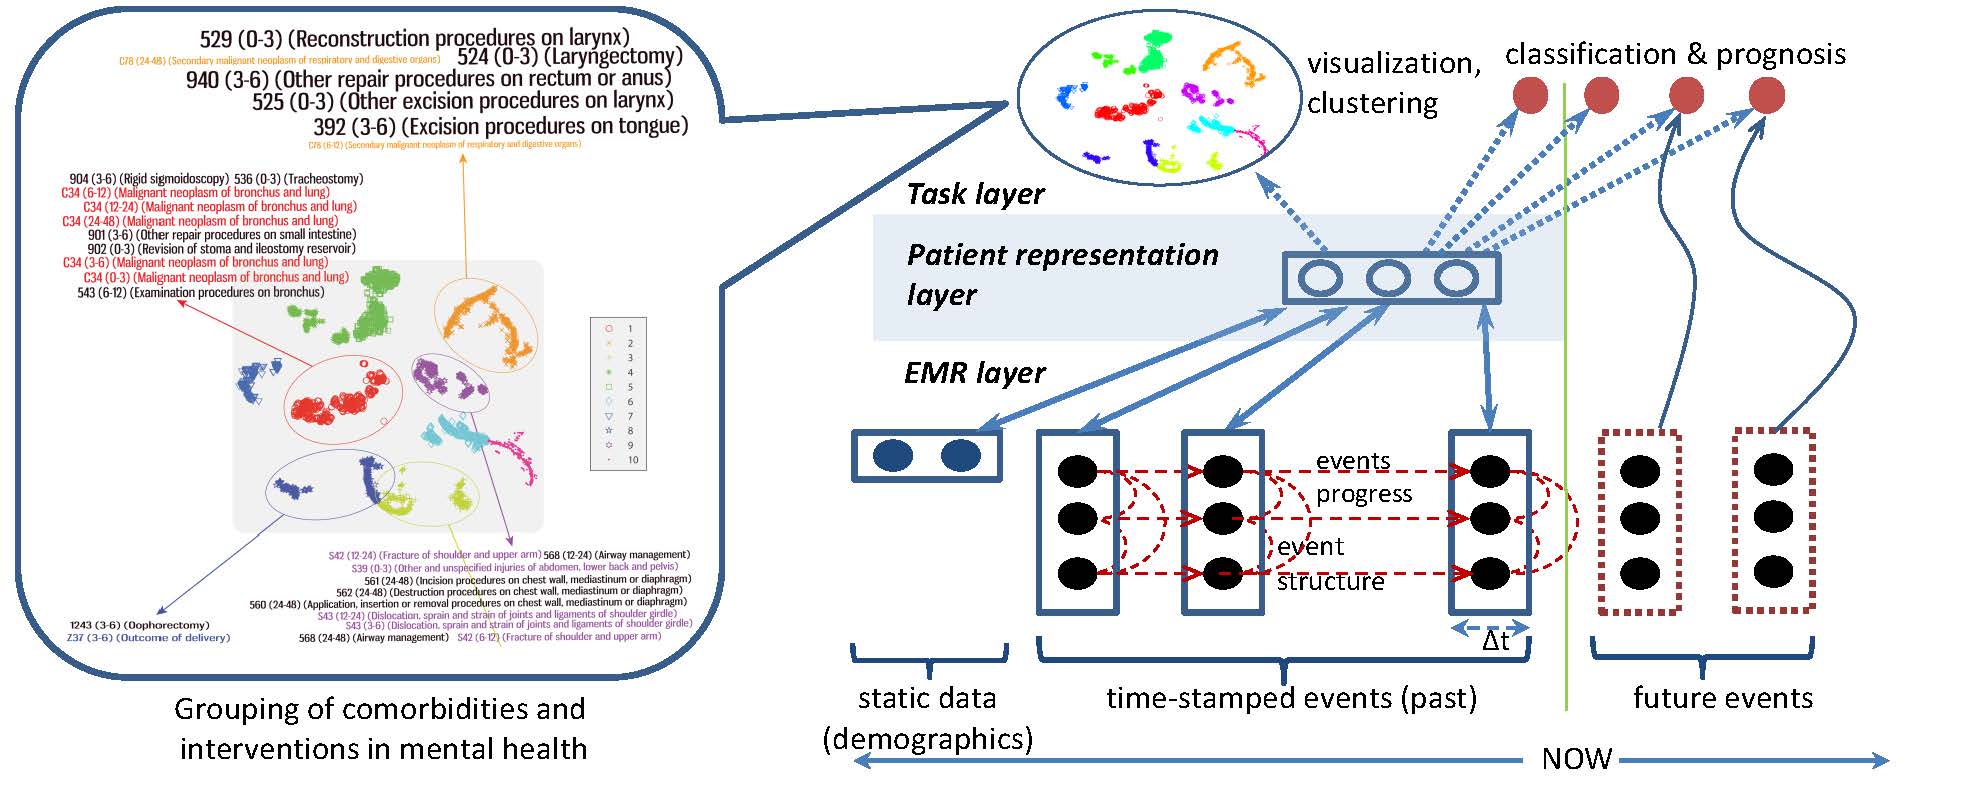 529 (0-3) (Reconstruction procedures on larynx)
C78 (24-48) (Secondary malignant neoplasm of respiratory and digestive organs) 524 (0-3) (Laryngectomy)
940 (3-6) (Other repair procedures on rectum or anus)
525 (0-3) (Other excision procedures on larynx)
392 (3-6) (Excision procedures on tongue)
C78 (6-12) (Secondary malignant neoplasm of respiratory and digestive organs)
904 (3-6) (Rigid sigmoidoscopy) 536 (0-3) (Tracheostomy)
C34 (6-12) (Malignant neoplasm of bronchus and lung)
C34 (12-24) (Malignant neoplasm of bronchus and lung)
C34 (24-48) (Malignant neoplasm of bronchus and lung)
901 (3-6) (Other repair procedures on small intestine)
902 (0-3) (Revision of stoma and ileostomy reservoir)
C34 (3-6) (Malignant neoplasm of bronchus and lung)
C34 (0-3) (Malignant neoplasm of bronchus and lung)
543 (6-12) (Examination procedures on bronchus)
1
2
3
4
5
6
7
8
9
10
S42 (12-24) (Fracture of shoulder and upper arm) 568 (12-24) (Airway management)
S39 (0-3) (Other and unspecified injuries of abdomen, lower back and pelvis)
561 (24-48) (Incision procedures on chest wall, mediastinum or diaphragm)
562 (24-48) (Destruction procedures on chest wall, mediastinum or diaphragm)
560 (24-48) (Application, insertion or removal procedures on chest wall, mediastinum or diaphragm)
S43 (12-24) (Dislocation, sprain and strain of joints and ligaments of shoulder girdle)
S43 (3-6) (Dislocation, sprain and strain of joints and ligaments of shoulder girdle)
568 (24-48) (Airway management) S42 (6-12) (Fracture of shoulder and upper arm)
1243 (3-6) (Oophorectomy)
Z37 (3-6) (Outcome of delivery)
Grouping of comorbidities and
interventions in mental health
visualization,
clustering
classification & prognosis
Task layer
Patient representation
layer
EMR layer
events
progress
event
structure
Δt
static data
(demographics)
time-stamped events (past)
future events
NOW